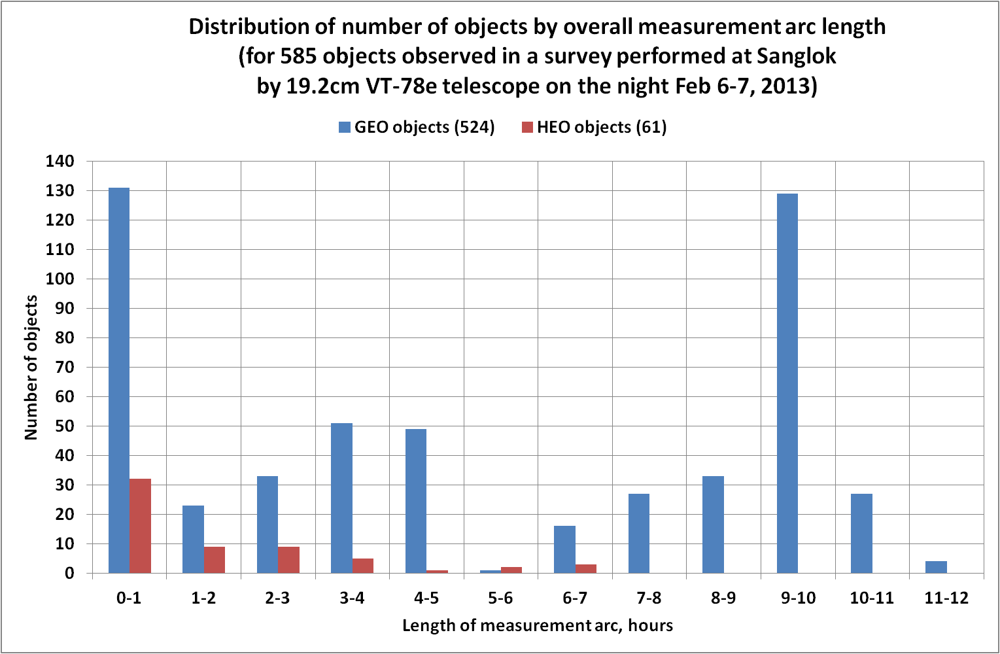 Distribution of number of objects by overall measurement arc length
(for 585 objects observed in a survey performed at Sanglok
by 19.2cm VT-78e telescope on the night Feb 6-7, 2013)
GEO objects (524) HEO objects (61)
140
130
120
110
100
90
80
70
60
50
40
30
20
10
0
Number of objects
0-1 1-2 2-3 3-4 4-5 5-6 6-7 7-8 8-9 9-10 10-11 11-12
Length of measurement arc, hours